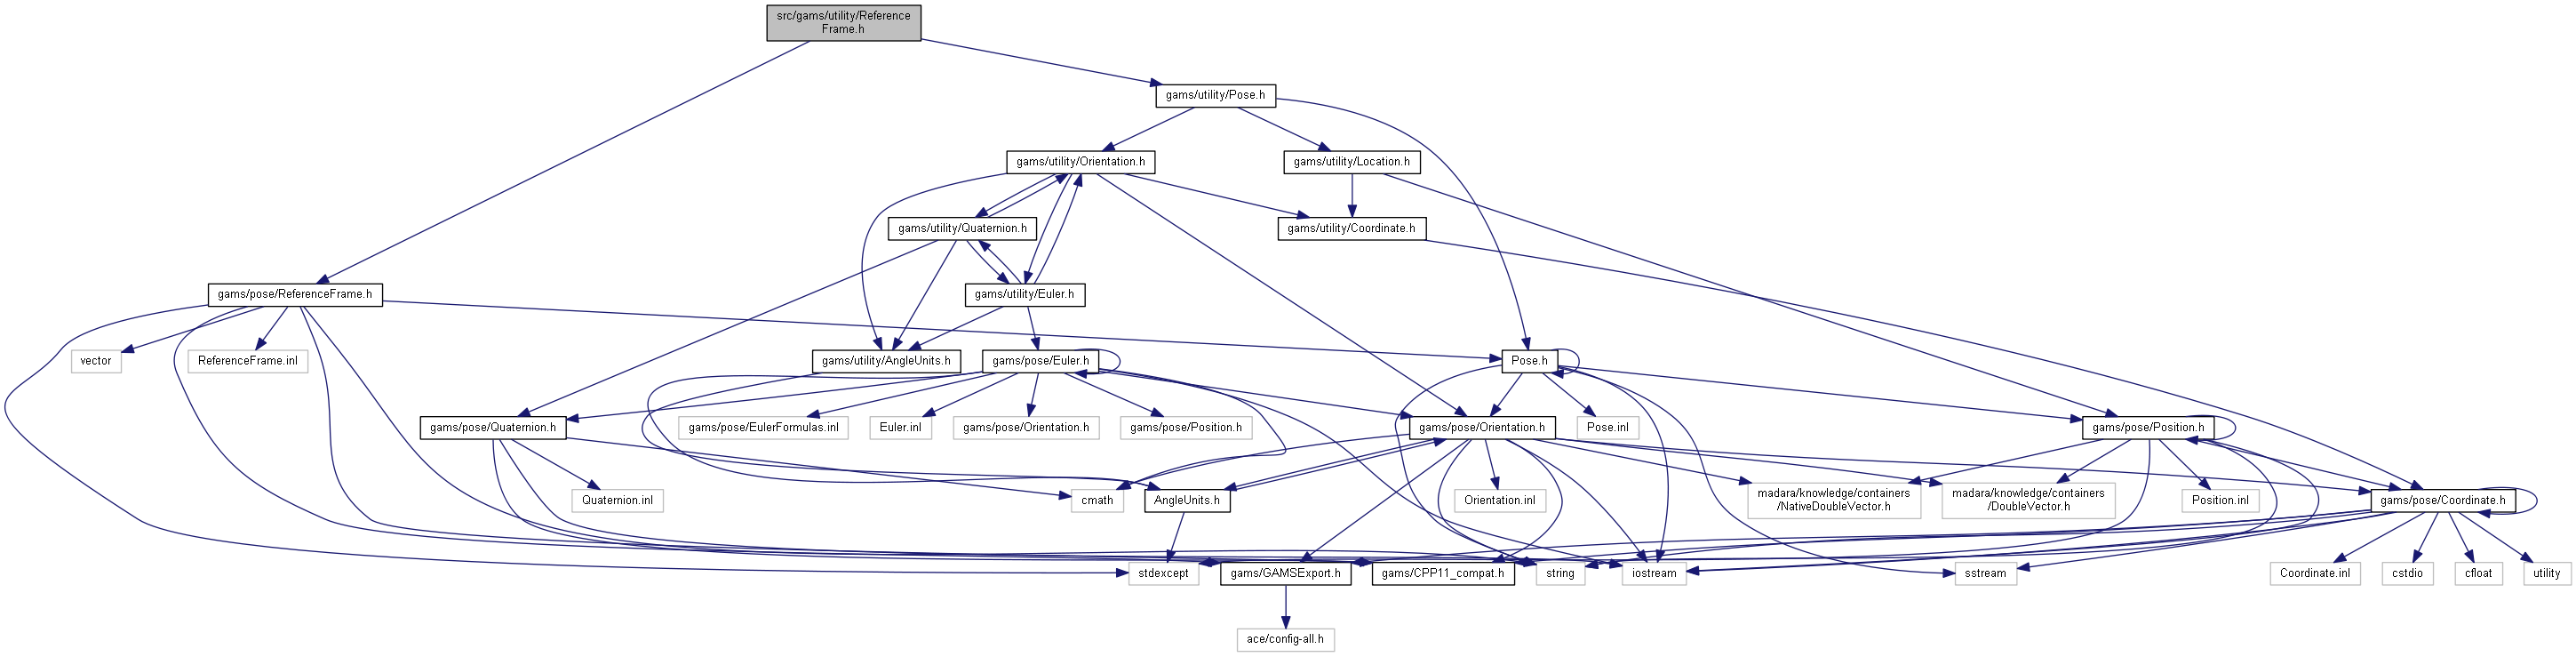 src/gams/utility/Reference
Frame.h
gams/utility/Pose.h
gams/utility/Orientation.h
gams/utility/Location.h
gams/utility/Quaternion.h
gams/utility/Coordinate.h
gams/pose/ReferenceFrame.h
gams/utility/Euler.h
vector
ReferenceFrame.inl
gams/utility/AngleUnits.h
gams/pose/Euler.h
Pose.h
gams/pose/Quaternion.h
gams/pose/EulerFormulas.inl
Euler.inl
gams/pose/Orientation.h
gams/pose/Position.h
gams/pose/Orientation.h
Pose.inl
gams/pose/Position.h
Quaternion.inl
cmath
AngleUnits.h
Orientation.inl
madara/knowledge/containers
/NativeDoubleVector.h
madara/knowledge/containers
/DoubleVector.h
Position.inl
gams/pose/Coordinate.h
stdexcept
gams/GAMSExport.h
gams/CPP11_compat.h
string
iostream
sstream
Coordinate.inl
cstdio
cfloat
utility
ace/config-all.h